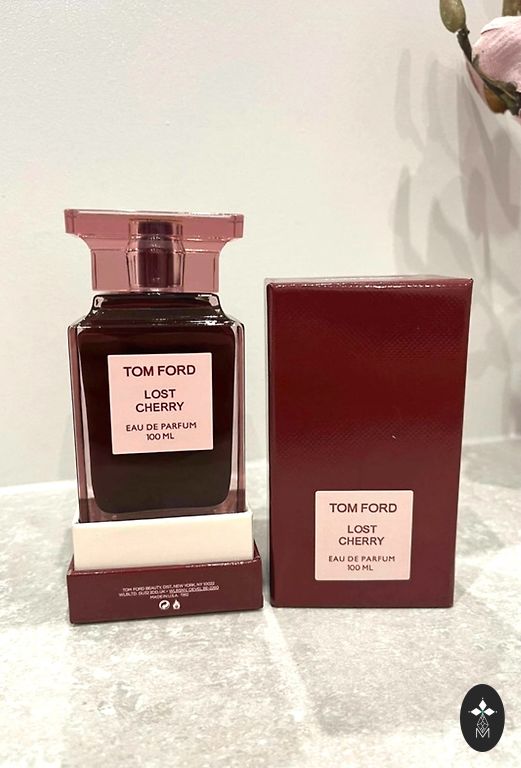 TOM FORD
LOST
CHERRY
EAU DE PARFUM
100 ML
TOM FORD BEAUTY, DIST. NEW YORK, NY 10022
MADE IN U.S.A.
TOM FORD
LOST
CHERRY
EAU DE PARFUM
100 ML
M